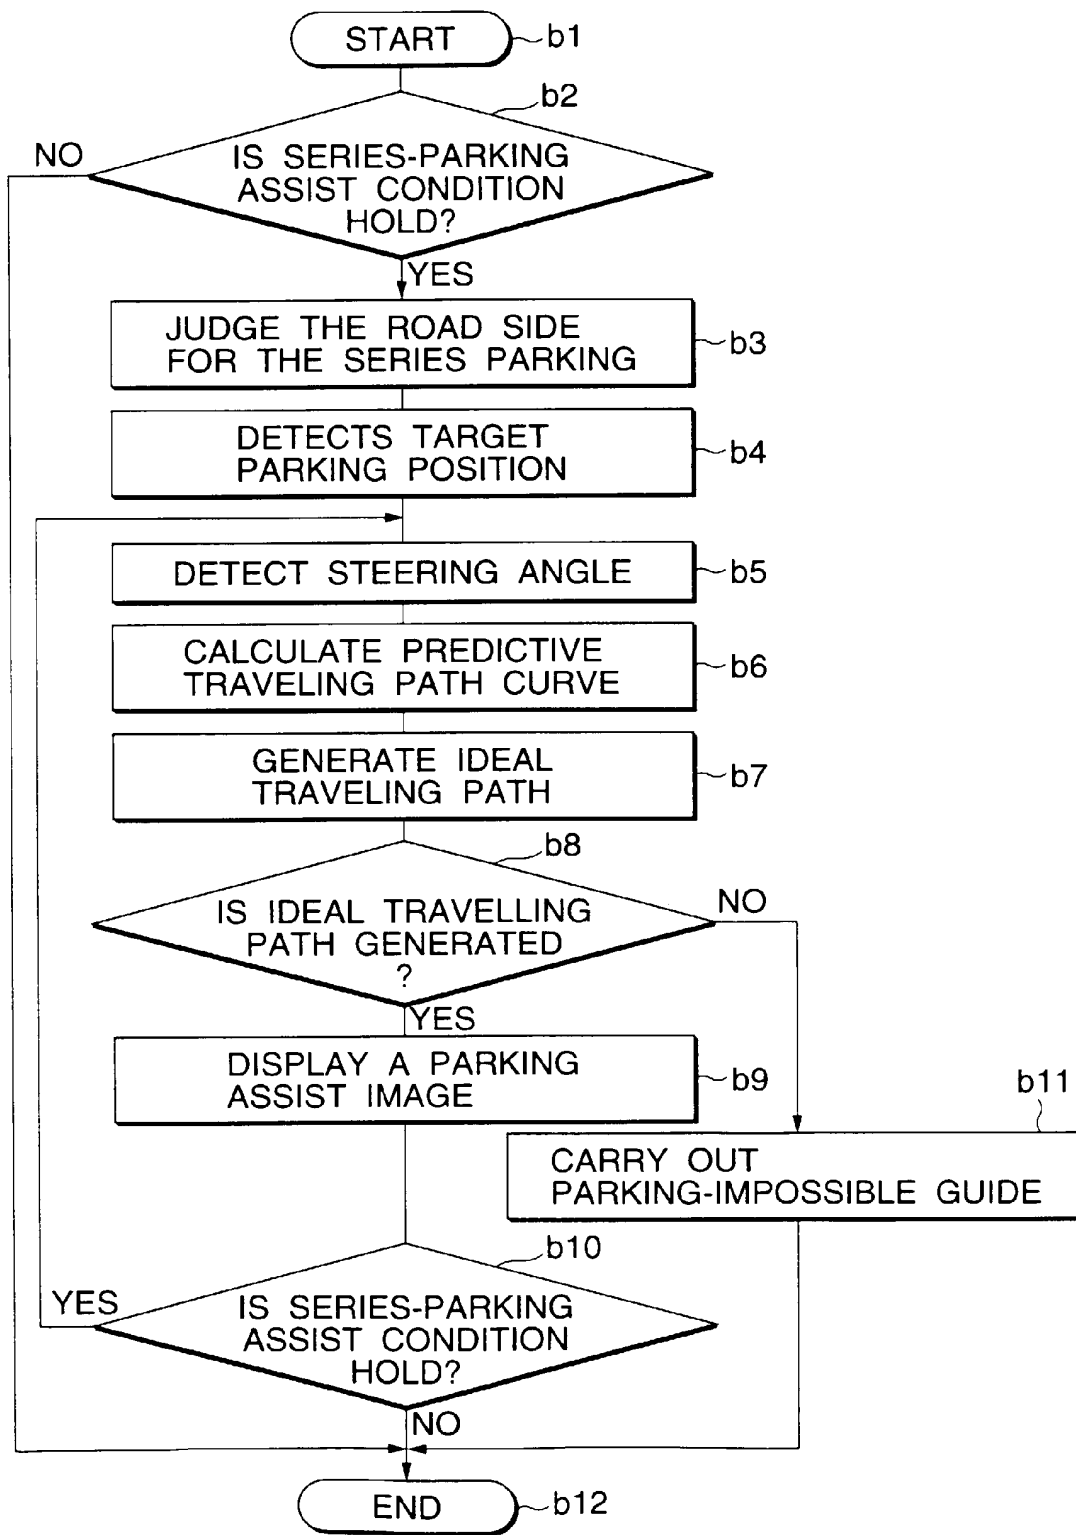 START
b1
b2
NO
IS SERIES-PARKING
ASSIST CONDITION
HOLD?
YES
JUDGE THE ROAD SIDE
FOR THE SERIES PARKING
b3
DETECTS TARGET
PARKING POSITION
b4
DETECT STEERING ANGLE
b5
CALCULATE PREDICTIVE
TRAVELING PATH CURVE
b6
GENERATE IDEAL
TRAVELING PATH
b7
b8
IS IDEAL TRAVELLING
PATH GENERATED
?
NO
YES
DISPLAY A PARKING
ASSIST IMAGE
b9
b11
CARRY OUT
PARKING-IMPOSSIBLE GUIDE
b10
YES
IS SERIES-PARKING
ASSIST CONDITION
HOLD?
NO
END
b12